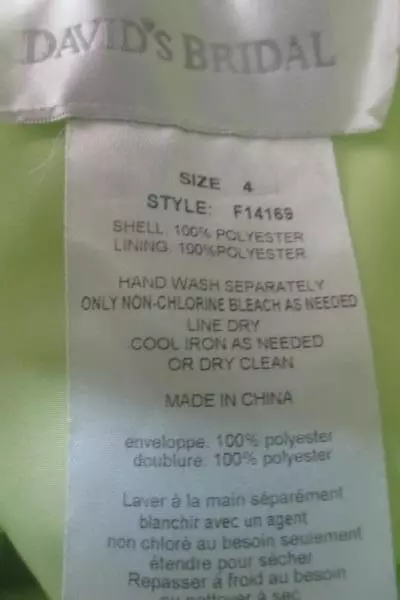 DAVID'S BRIDAL
SIZE 4
STYLE: F14169
SHELL. 100% POLYESTER
LINING. 100%POLYESTER
HAND WASH SEPARATELY
ONLY NON-CHLORINE BLEACH AS NEEDED
LINE DRY
COOL IRON AS NEEDED
OR DRY CLEAN
MADE IN CHINA
enveloppe. 100% polyester
doublure. 100% polyester
Laver à la main séparément
blanchir avec un agent
non chloré au besoin seulement
étendre pour sécher
Repasser à froid au besoin
ou nettoyer à sec